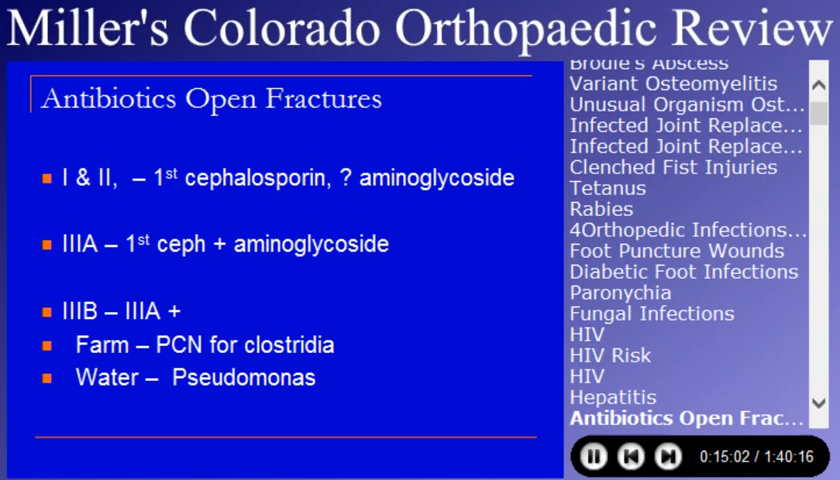 Miller's Colorado Orthopaedic Review
Antibiotics Open Fractures
I & II, – 1st cephalosporin, ? aminoglycoside
IIIA – 1st ceph + aminoglycoside
IIIB – IIIA +
Farm – PCN for clostridia
Water – Pseudomonas
Brodie's Abscess
Variant Osteomyelitis
Unusual Organism Ost...
Infected Joint Replace...
Infected Joint Replace...
Clenched Fist Injuries
Tetanus
Rabies
4Orthopedic Infections...
Foot Puncture Wounds
Diabetic Foot Infections
Paronychia
Fungal Infections
HIV
HIV Risk
HIV
Hepatitis
Antibiotics Open Frac...
0:15:02 / 1:40:16